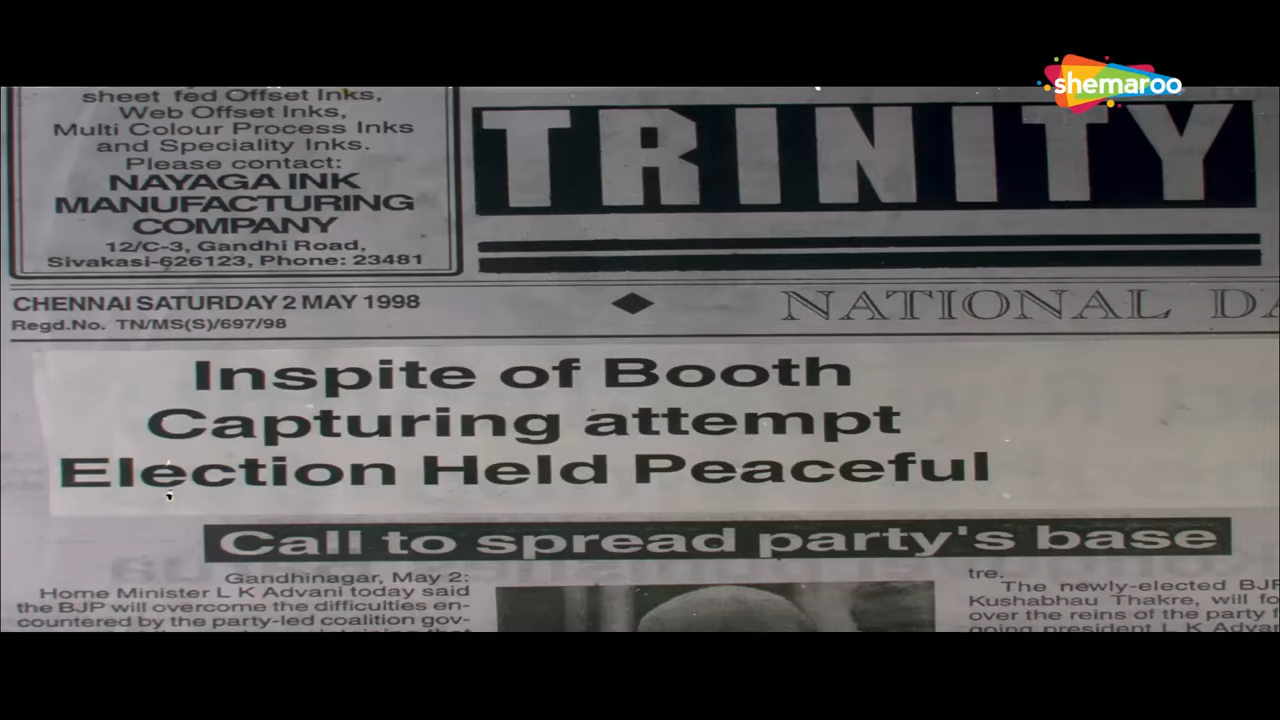 shemaroo
sheet fed Offset Inks,
Web Offset Inks,
Multi Colour Process Inks
and Speciality Inks.
Please contact:
NAYAGA INK
MANUFACTURING
COMPANY
12/C-3, Gandhi Road,
Sivakasi-626123, Phone: 23481
TRINITY
CHENNAI SATURDAY 2 MAY 1998
Regd.No. TN/MS(S)/697/98
NATIONAL DA
Inspite of Booth
Capturing attempt
Election Held Peaceful
Call to spread party's base
Gandhinagar, May 2:
Home Minister L K Advani today said
the BJP will overcome the difficulties en-
countered by the party-led coalition gov-
tre.
The newly-elected BJP
Kushabhau Thakre, will fo
over the reins of the party
going president L K Advan